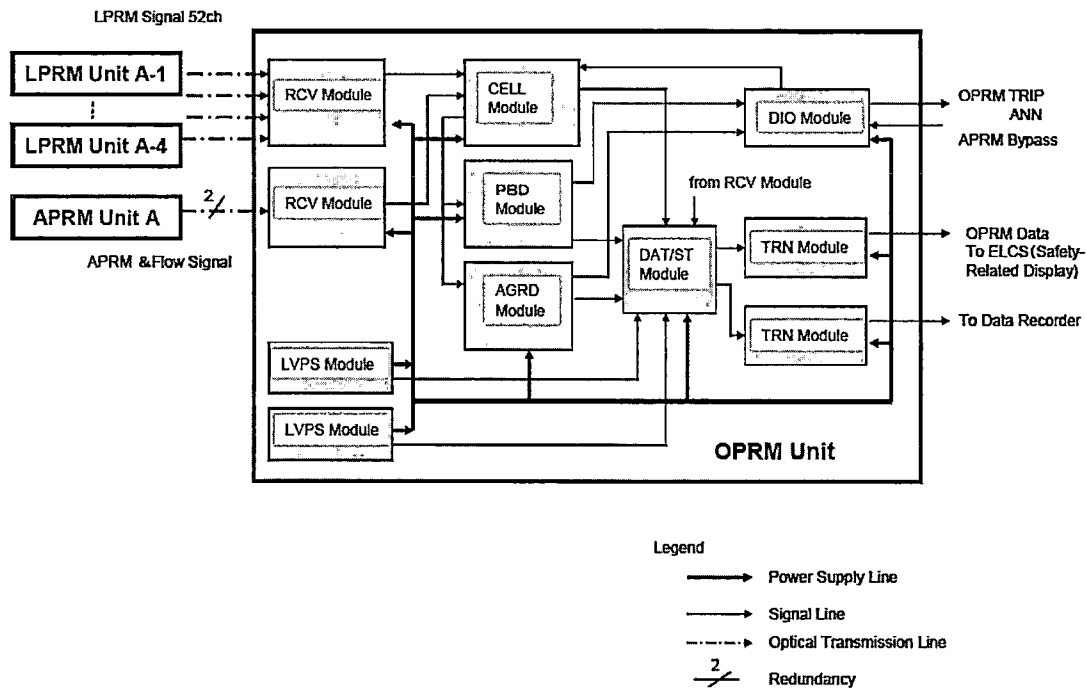 LPRM Signal 52ch
LPRM Unit A-1
LPRM Unit A-4
APRM Unit A
2
APRM &Flow Signal
RCV Module
RCV Module
LVPS Module
LVPS Module
CELL
Module
PBD
Module
AGRD
Module
from RCV Module
DAT/ST
Module
DIO Module
TRN Module
TRN Module
OPRM Unit
OPRM TRIP
ANN
APRM Bypass
OPRM Data
To ELCS (Safely-
Related Display)
To Data Recorder
Legend
Power Supply Line
Signal Line
Optical Transmission Line
2
Redundancy